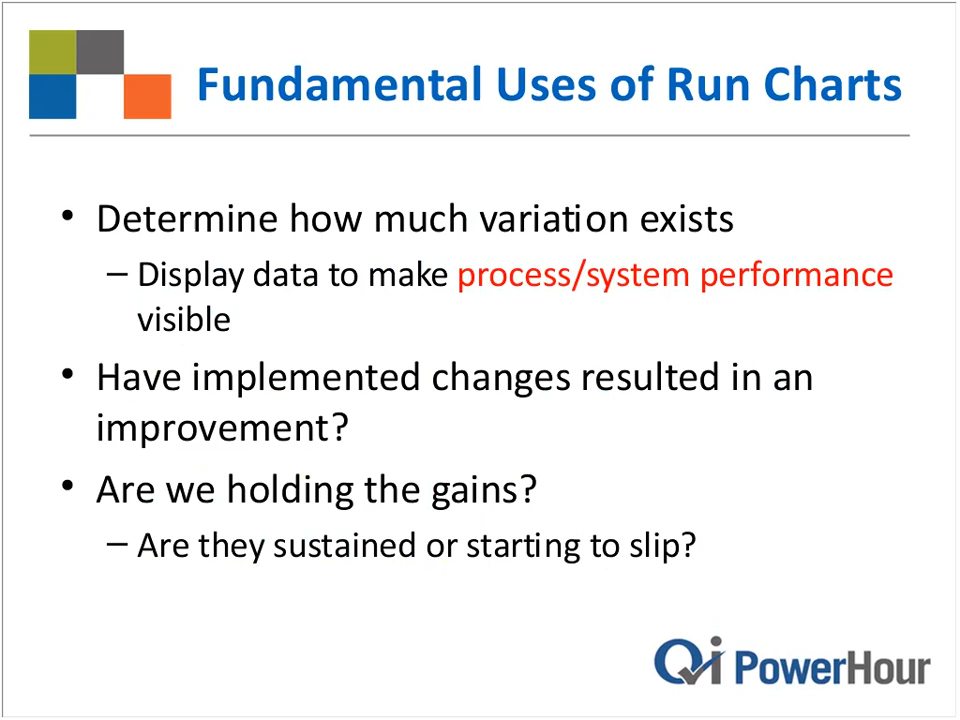 Fundamental Uses of Run Charts
• Determine how much variation exists
– Display data to make process/system performance
visible
• Have implemented changes resulted in an
improvement?
• Are we holding the gains?
– Are they sustained or starting to slip?
Qi PowerHour